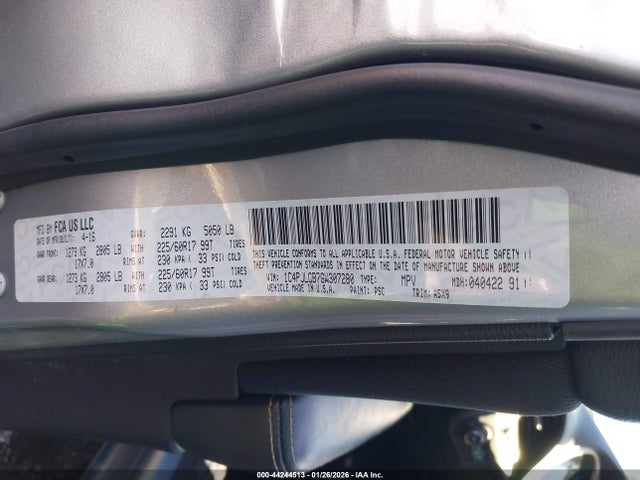 MFD BY FCA US LLC
DATE OF MFR(BUILT): 4-16 GVWR: 2291 KG 5050 LB
GAWR FRONT: 1273 KG 2805 LB WITH 225/60R17 99T TIRES
17X7.0 RIMS AT 230 KPA ( 33 PSI) COLD
GAWR REAR: 1273 KG 2805 LB WITH 225/60R17 99T TIRES
17X7.0 RIMS AT 230 KPA ( 33 PSI) COLD
THIS VEHICLE CONFORMS TO ALL APPLICABLE U.S.A. FEDERAL MOTOR VEHICLE SAFETY
THEFT PREVENTION STANDARDS IN EFFECT ON THE DATE OF MANUFACTURE SHOWN ABOVE
VIN: 1C4PJLCB7GW307280 TYPE: MPV MDH: 040422 91
VEHICLE MADE IN U.S.A. PAINT: PSC TRIM: A5X9
000-44244513 - 01/26/2026 - IAAI Inc.